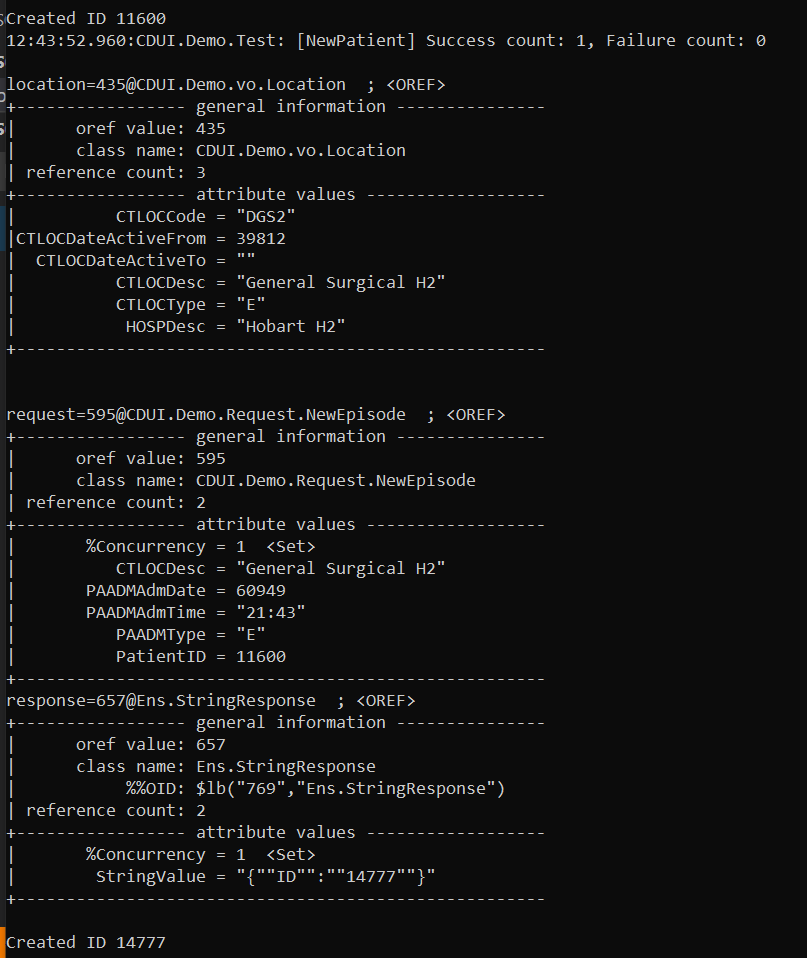 Created ID 11600
12:43:52.960:CDUI.Demo.Test: [NewPatient] Success count: 1, Failure count: 0
location=435@CDUI.Demo.vo.Location  ; <OREF>
+----------------- general information ---------------
|      oref value: 435
|      class name: CDUI.Demo.vo.Location
| reference count: 3
+----------------- attribute values ------------------
|          CTLOCCode = "DGS2"
|CTLOCDateActiveFrom = 39812
|  CTLOCDateActiveTo = ""
|          CTLOCDesc = "General Surgical H2"
|          CTLOCType = "E"
|           HOSPDesc = "Hobart H2"
+-----------------------------------------------------
request=595@CDUI.Demo.Request.NewEpisode  ; <OREF>
+----------------- general information ---------------
|      oref value: 595
|      class name: CDUI.Demo.Request.NewEpisode
| reference count: 2
+----------------- attribute values ------------------
|       %Concurrency = 1  <Set>
|          CTLOCDesc = "General Surgical H2"
|       PAADMAdmDate = 60949
|       PAADMAdmTime = "21:43"
|          PAADMType = "E"
|          PatientID = 11600
+-----------------------------------------------------
response=657@Ens.StringResponse  ; <OREF>
+----------------- general information ---------------
|      oref value: 657
|      class name: Ens.StringResponse
|           %%OID: $lb("769","Ens.StringResponse")
| reference count: 2
+----------------- attribute values ------------------
|       %Concurrency = 1  <Set>
|        StringValue = "{""ID"":""14777""}"
+-----------------------------------------------------
Created ID 14777